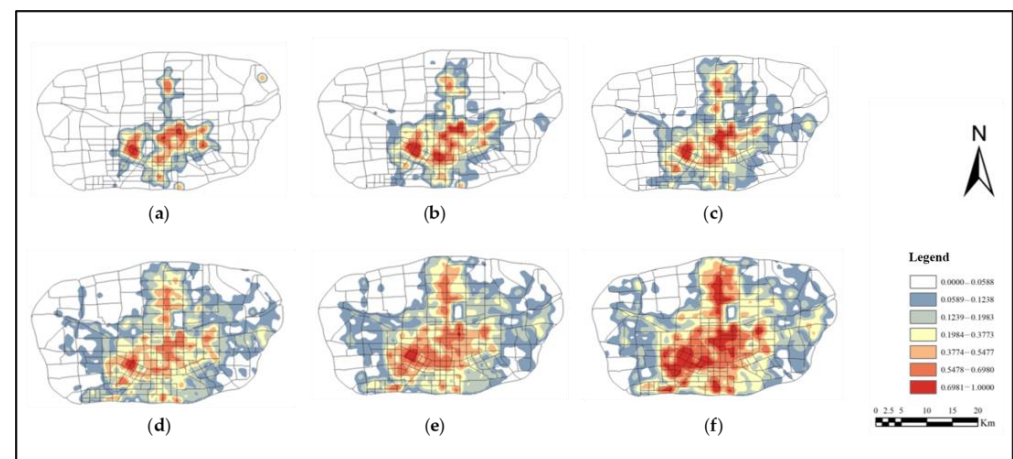 (a)
(b)
(c)
N
(d)
(e)
(f)
Legend
0.0000–0.0588
0.0589–0.1238
0.1239–0.1983
0.1984–0.3773
0.3774–0.5477
0.5478–0.6980
0.6981–1.0000
0 2.5 5 10 15 20
Km